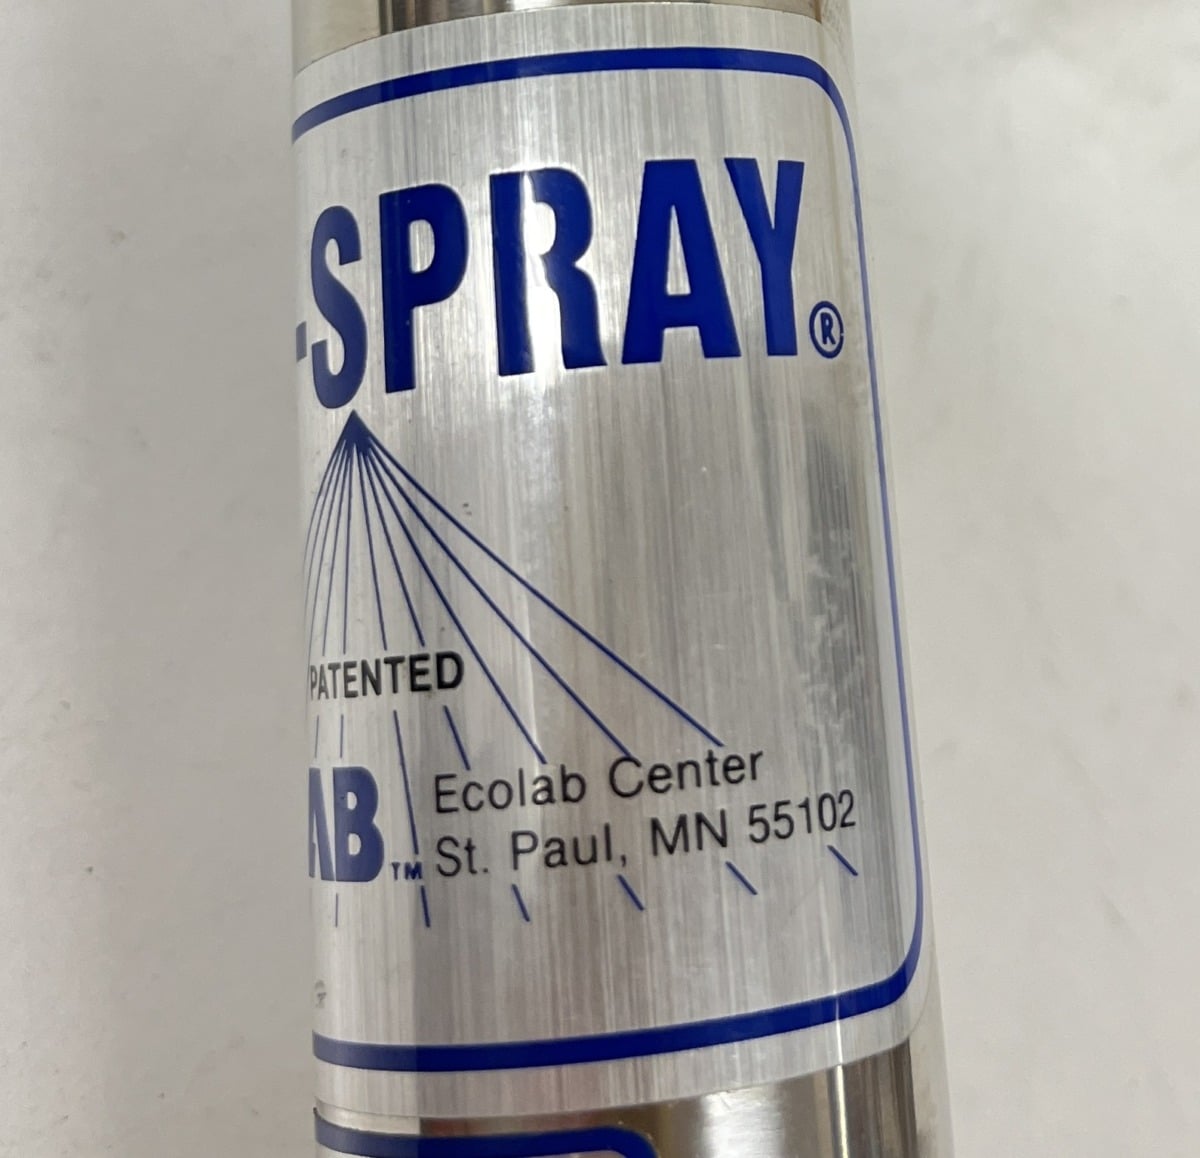 -SPRAY®
PATENTED
AB™
Ecolab Center
St. Paul, MN 55102